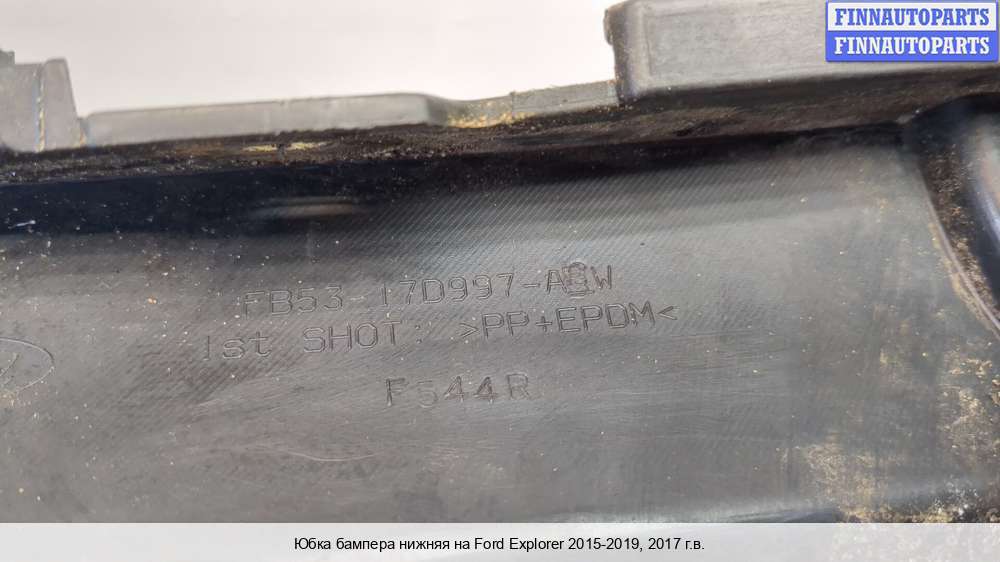 FINNAUTOPARTS
FINNAUTOPARTS
FB53-17D997-ABW
1st SHOT: >PP+EPDM<
F544R
Юбка бампера нижняя на Ford Explorer 2015-2019, 2017 г.в.